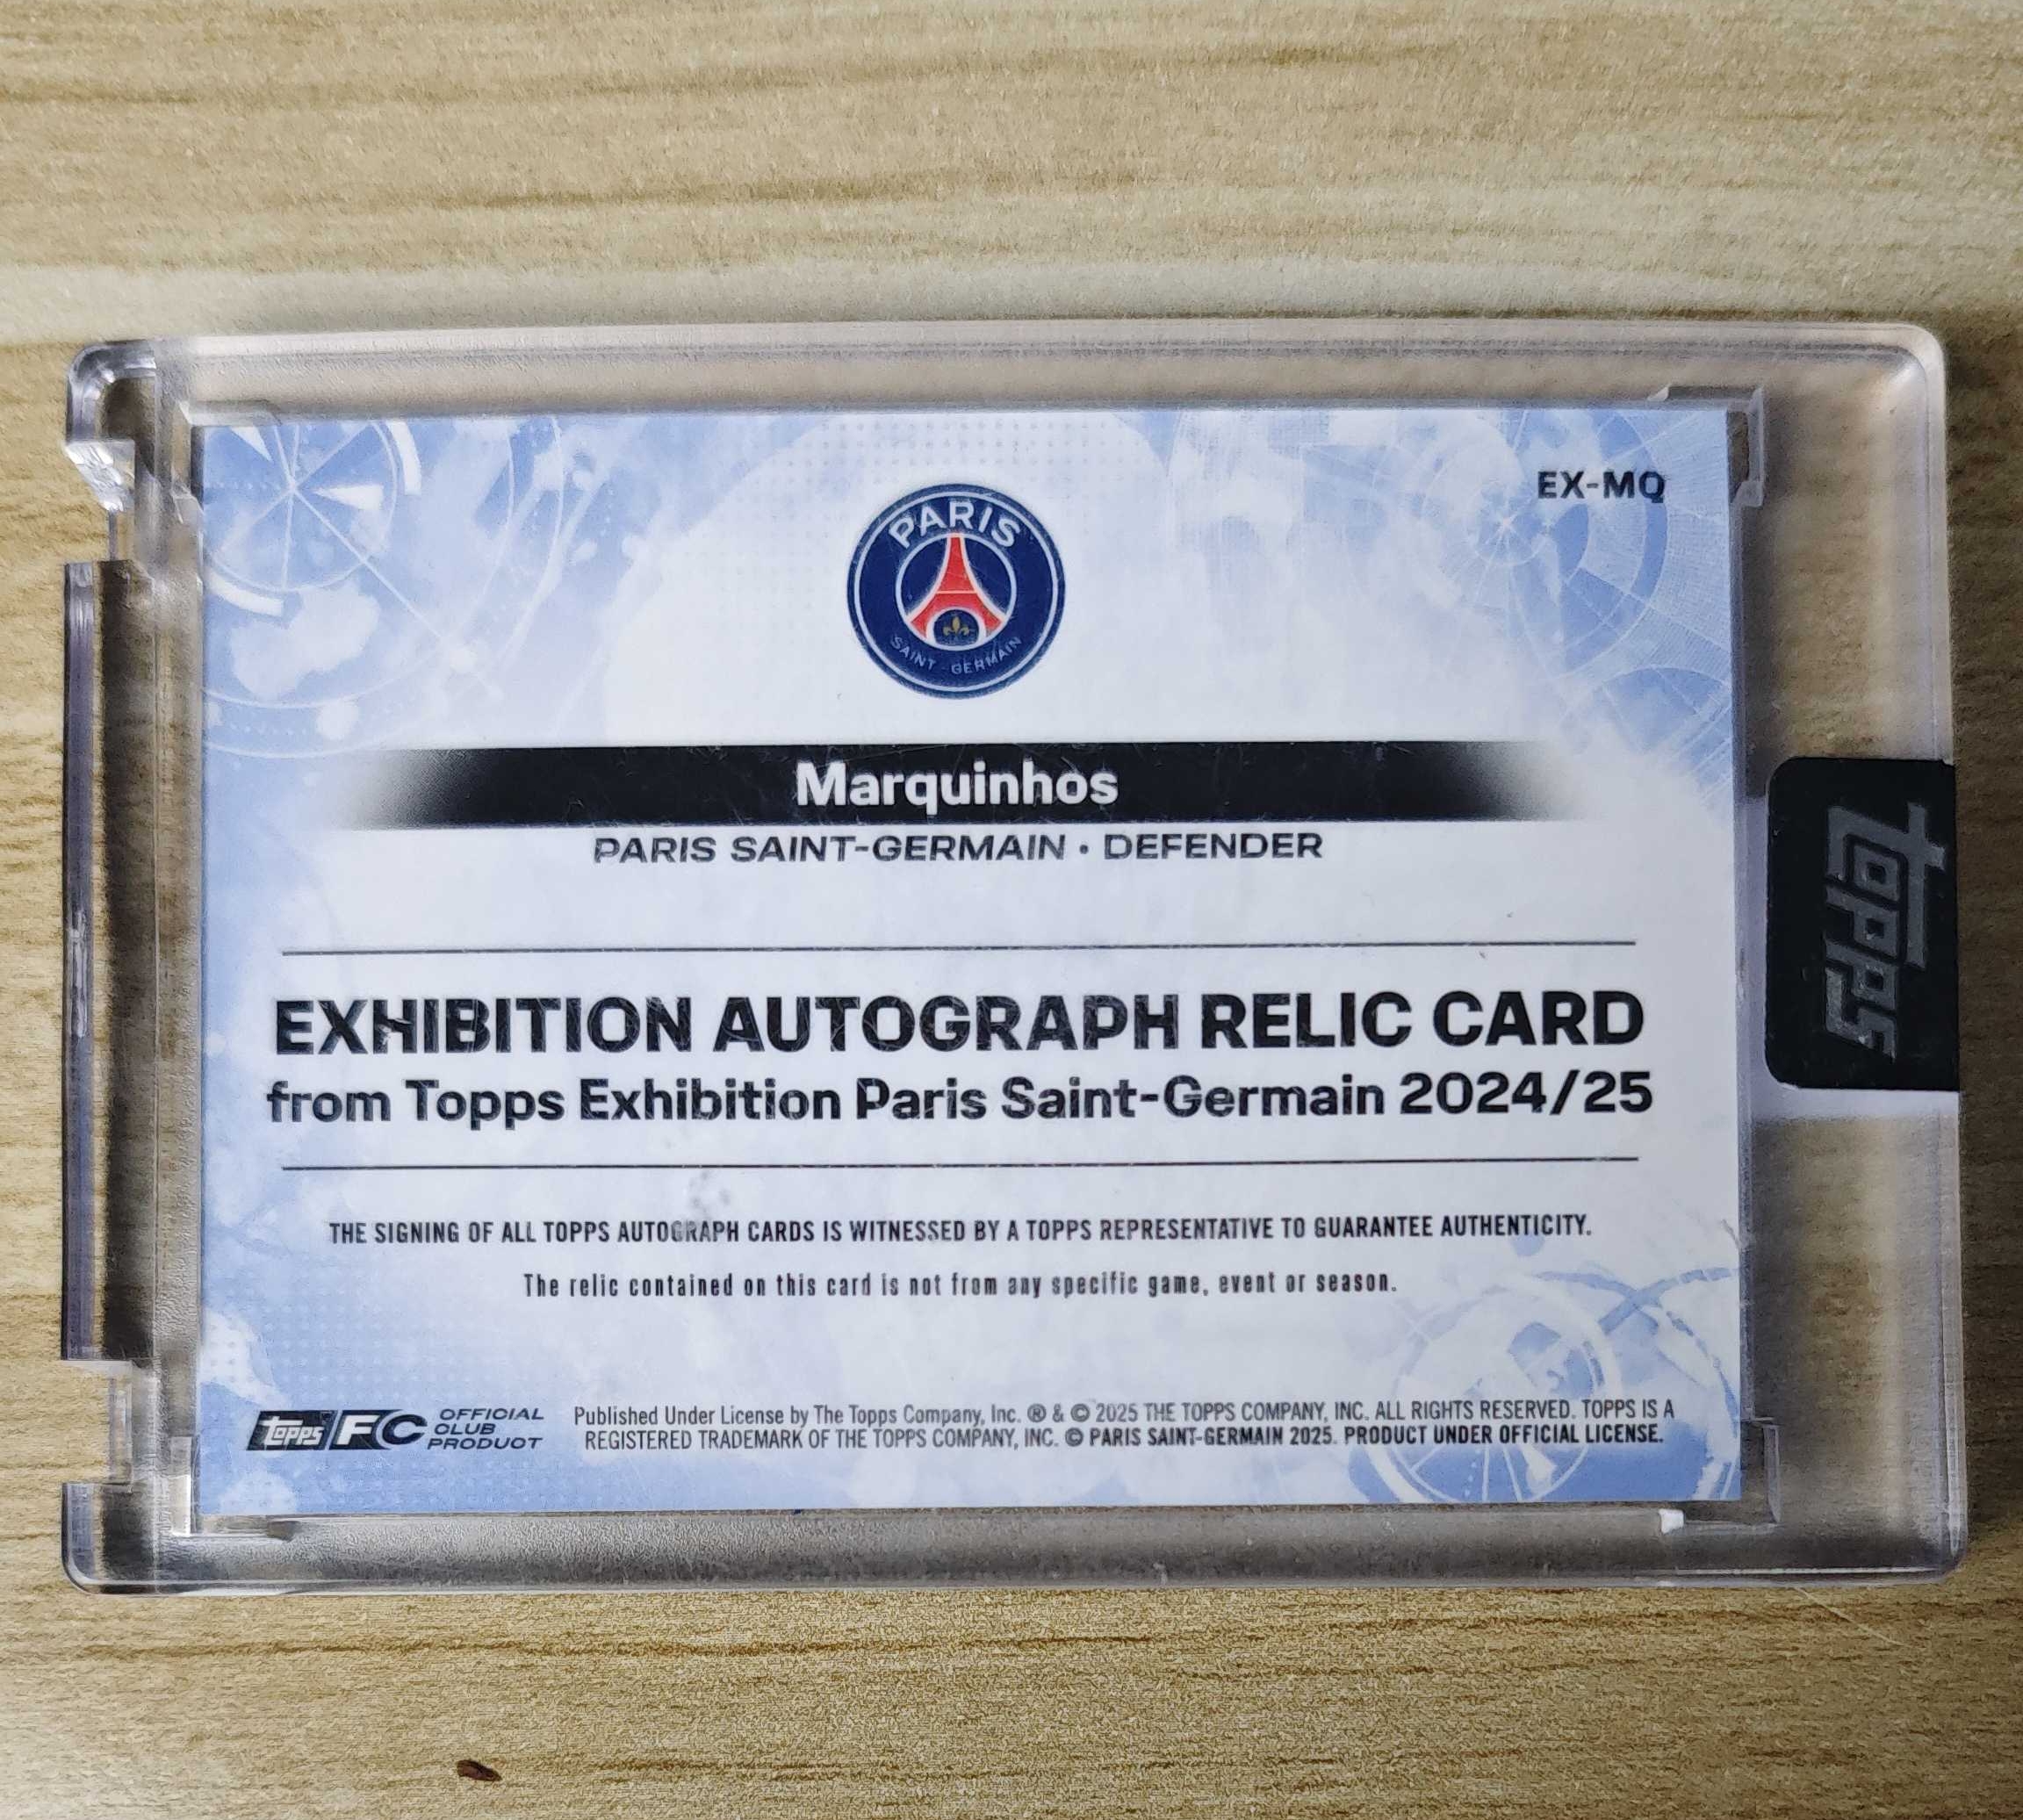 EX-MQ
PARIS
SAINT-GERMAIN
Marquinhos
PARIS SAINT-GERMAIN • DEFENDER
EXHIBITION AUTOGRAPH RELIC CARD
from Topps Exhibition Paris Saint-Germain 2024/25
THE SIGNING OF ALL TOPPS AUTOGRAPH CARDS IS WITNESSED BY A TOPPS REPRESENTATIVE TO GUARANTEE AUTHENTICITY.
The relic contained on this card is not from any specific game, event or season.
topps FC
OFFICIAL
CLUB
PRODUCT
Published Under License by The Topps Company, Inc. ® & © 2025 THE TOPPS COMPANY, INC. ALL RIGHTS RESERVED. TOPPS IS A
REGISTERED TRADEMARK OF THE TOPPS COMPANY, INC. © PARIS SAINT-GERMAIN 2025. PRODUCT UNDER OFFICIAL LICENSE.
topps